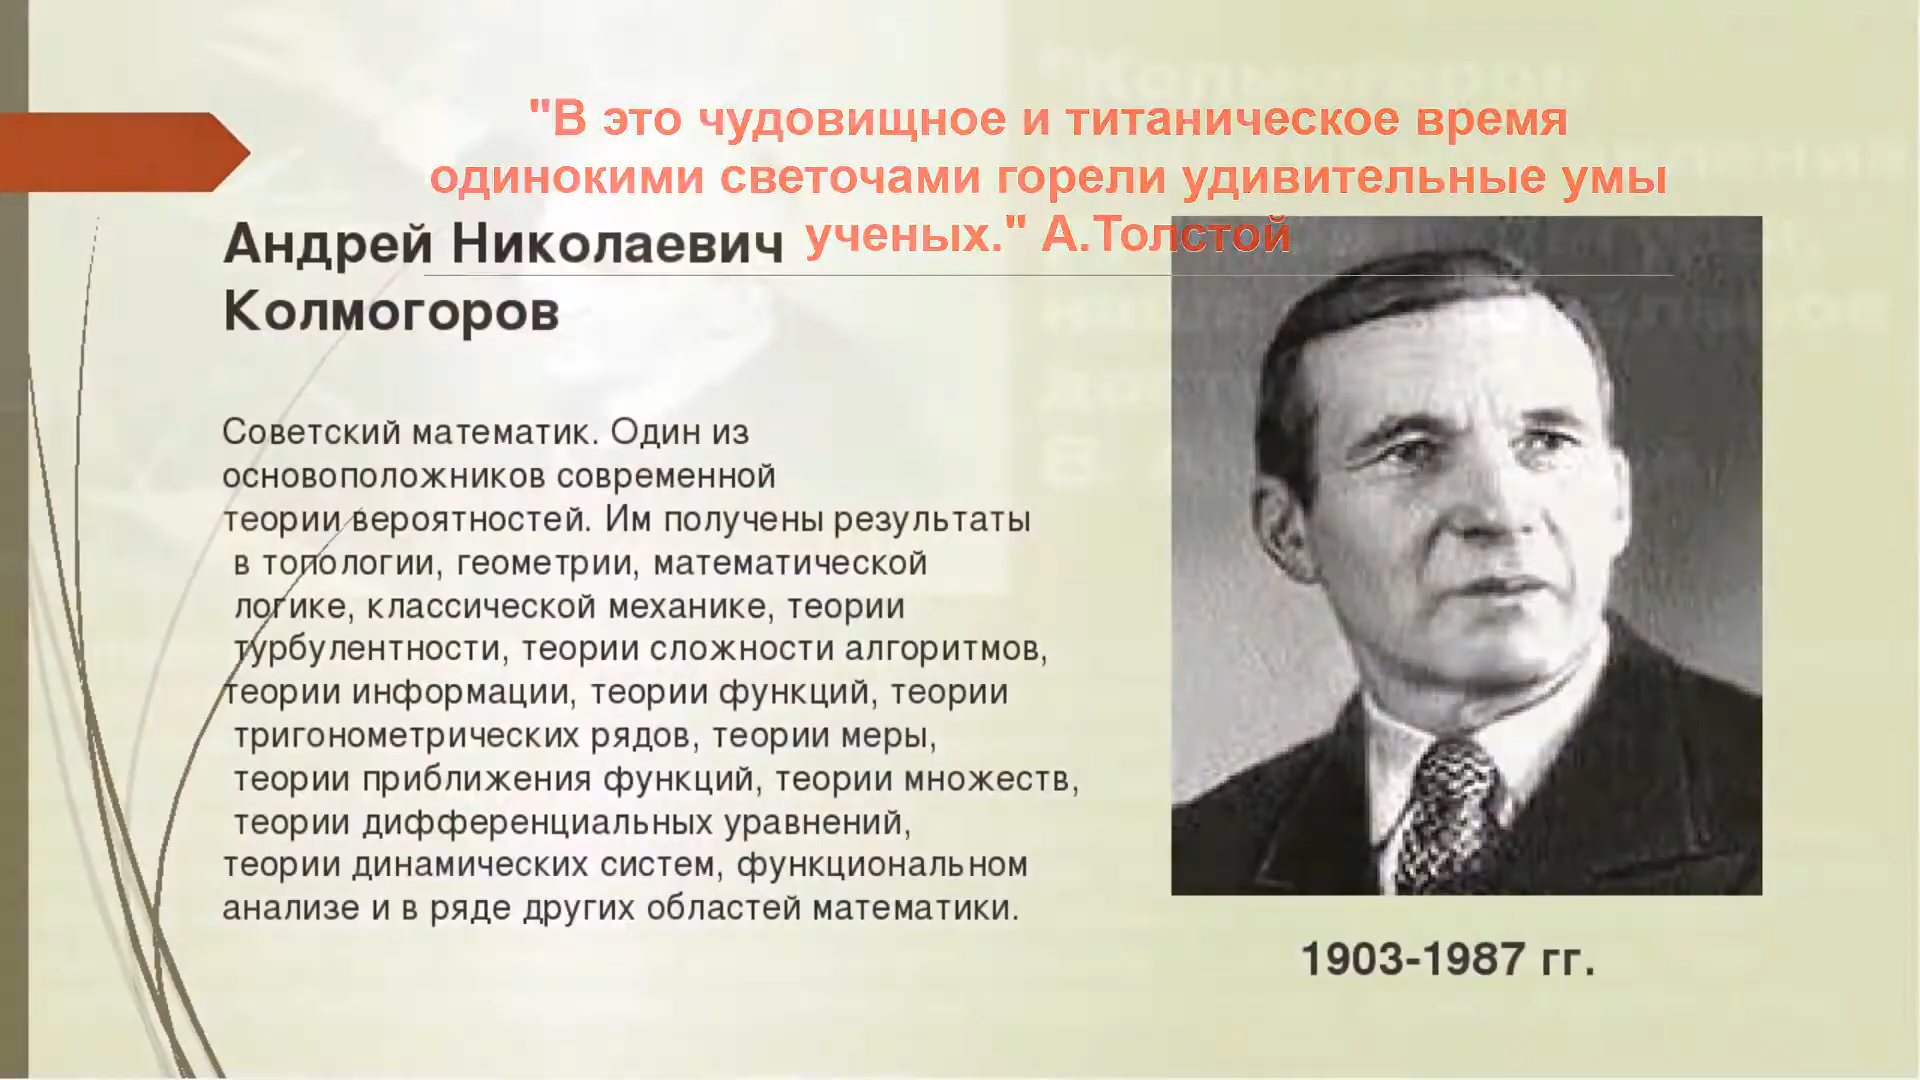 "В это чудовищное и титаническое время
одинокими светочами горели удивительные умы
ученых." А.Толстой
Андрей Николаевич
Колмогоров
Советский математик. Один из
основоположников современной
теории вероятностей. Им получены результаты
в топологии, геометрии, математической
логике, классической механике, теории
турбулентности, теории сложности алгоритмов,
теории информации, теории функций, теории
тригонометрических рядов, теории меры,
теории приближения функций, теории множеств,
теории дифференциальных уравнений,
теории динамических систем, функциональном
анализе и в ряде других областей математики.
1903-1987 гг.
"Колмогоров